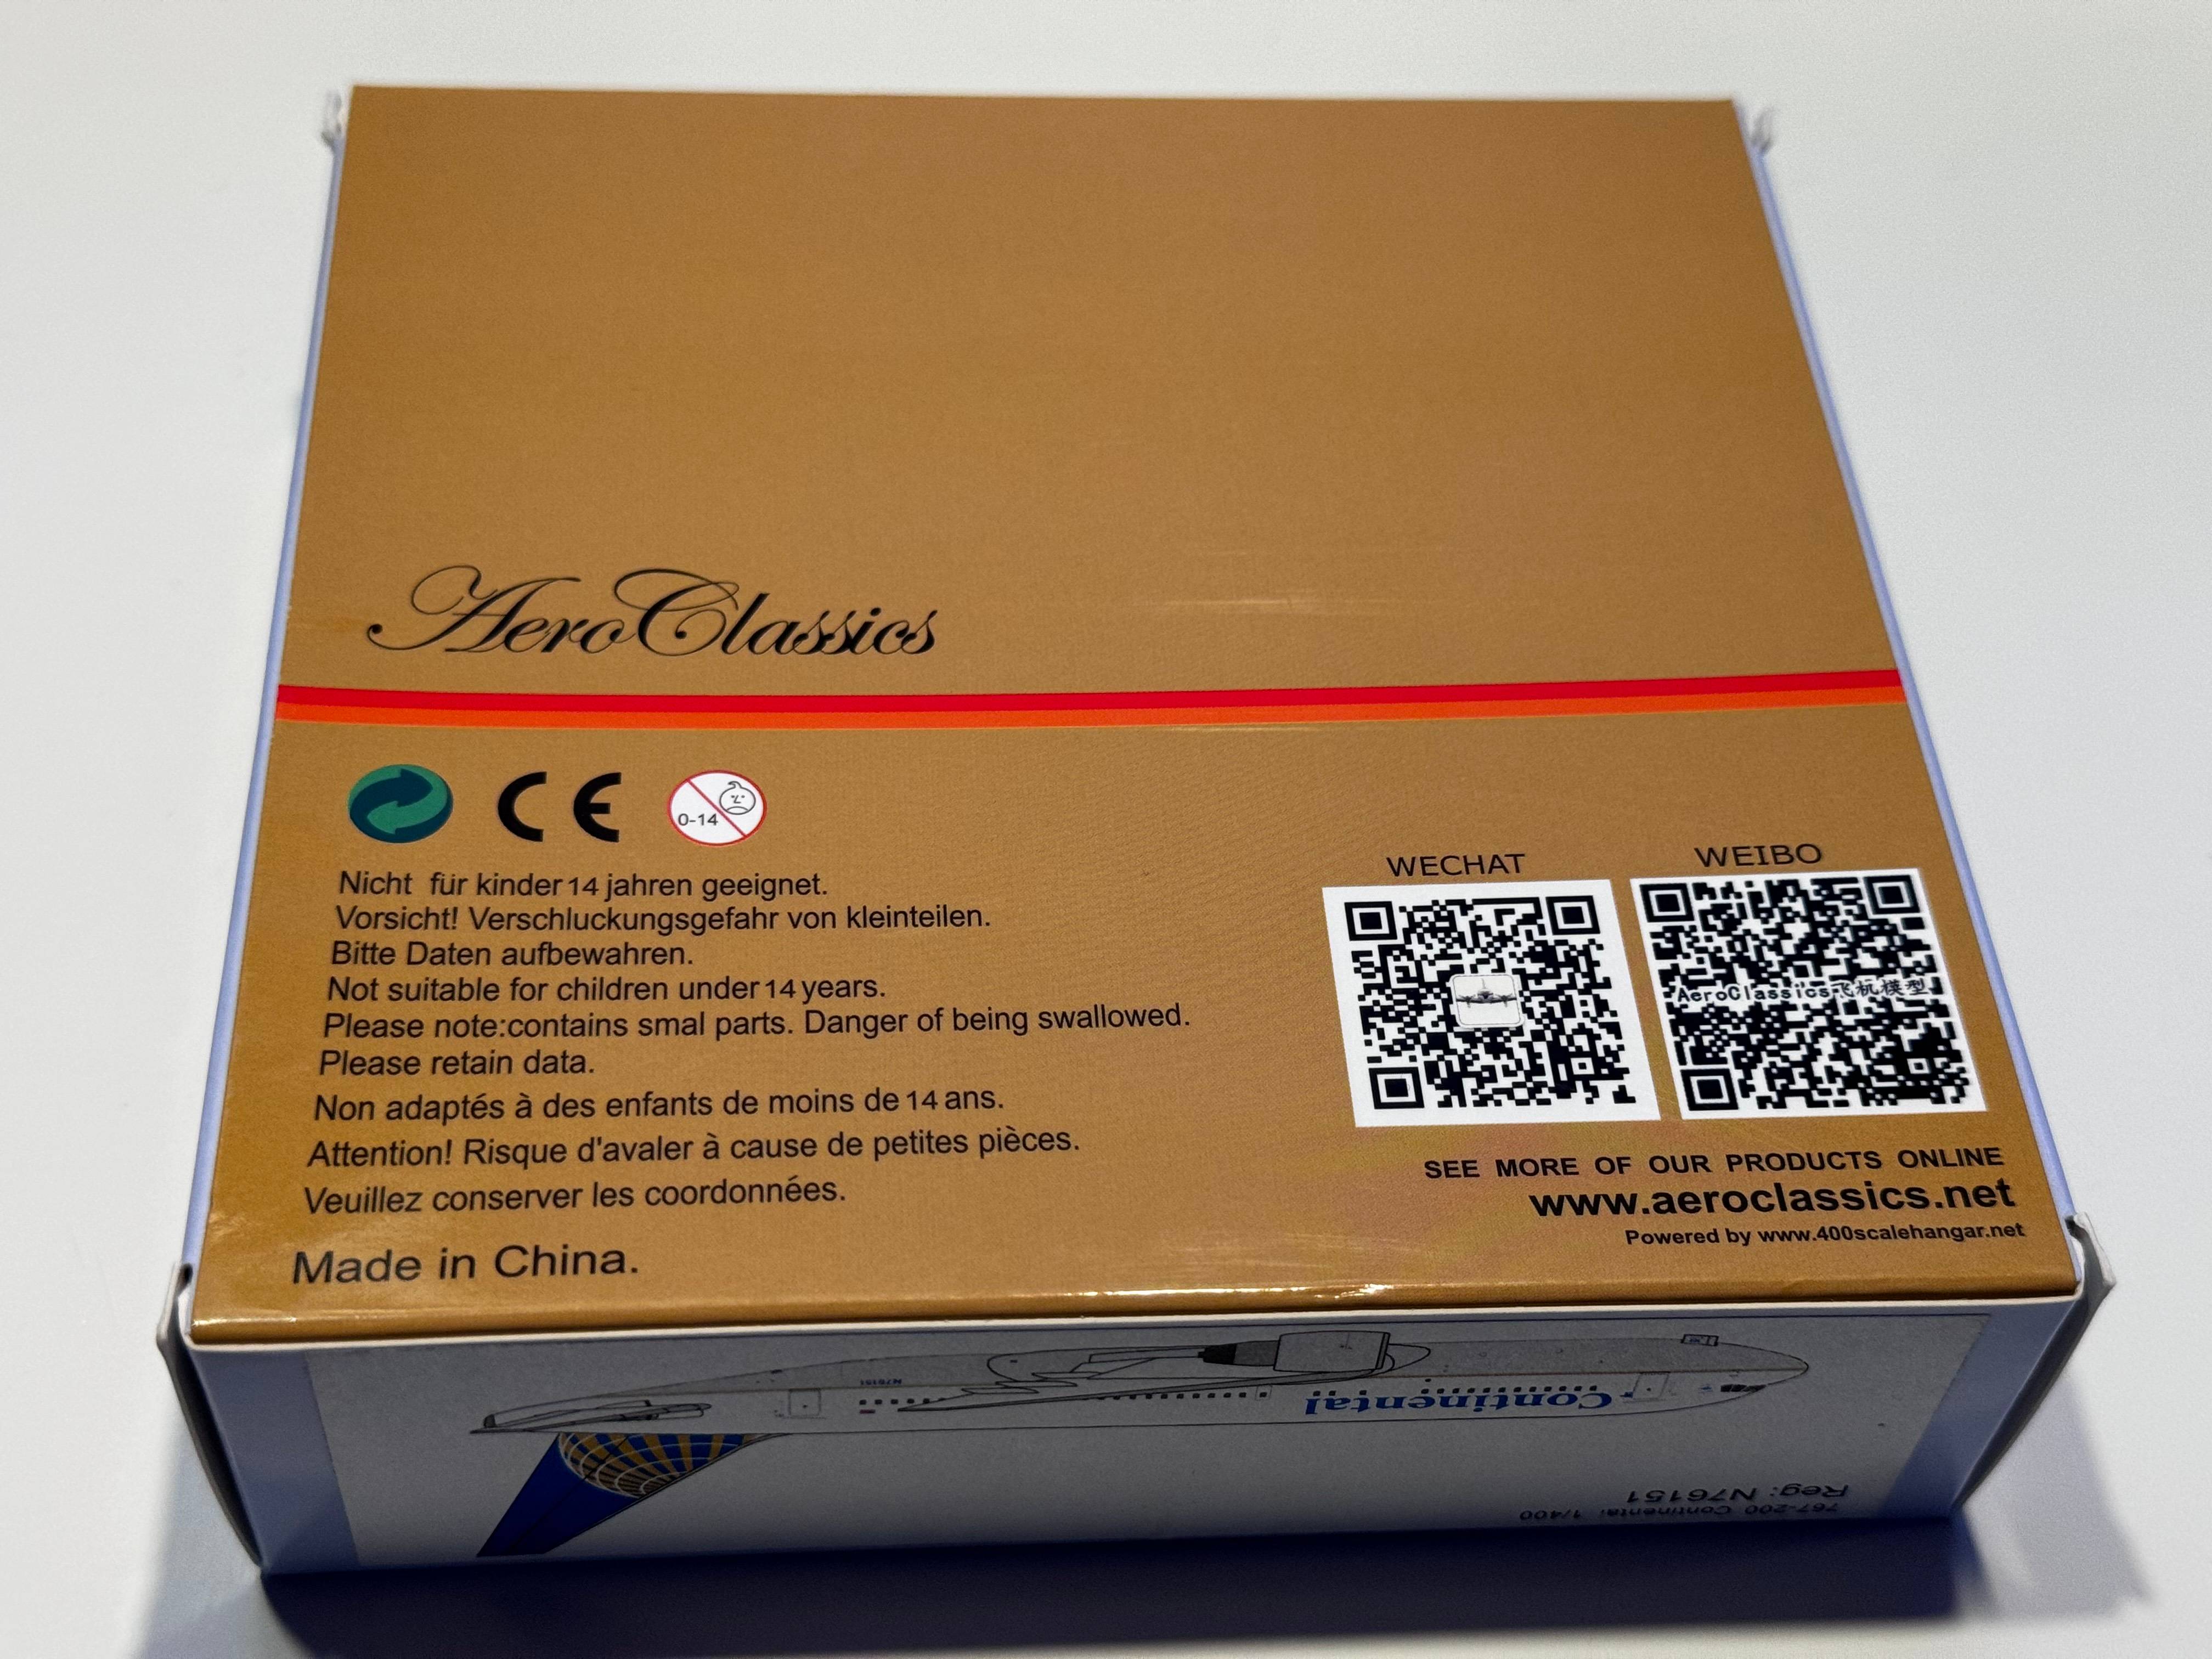 AeroClassics
CE
0-14
Nicht für kinder 14 jahren geeignet.
Vorsicht! Verschluckungsgefahr von kleinteilen.
Bitte Daten aufbewahren.
Not suitable for children under 14 years.
Please note:contains smal parts. Danger of being swallowed.
Please retain data.
Non adaptés à des enfants de moins de 14 ans.
Attention! Risque d'avaler à cause de petites pièces.
Veuillez conserver les coordonnées.
Made in China.
WECHAT
WEIBO
AeroClassics飞机模型
SEE MORE OF OUR PRODUCTS ONLINE
www.aeroclassics.net
Powered by www.400scalehangar.net
767-200 Continental 1/400
Reg: N76151
Continental
N76151